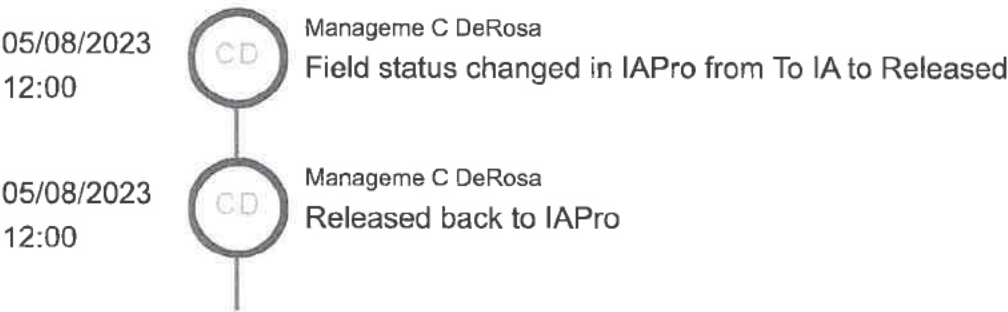 05/08/2023
12:00
CD
Manageme C DeRosa
Field status changed in IAPro from To IA to Released
05/08/2023
12:00
CD
Manageme C DeRosa
Released back to IAPro